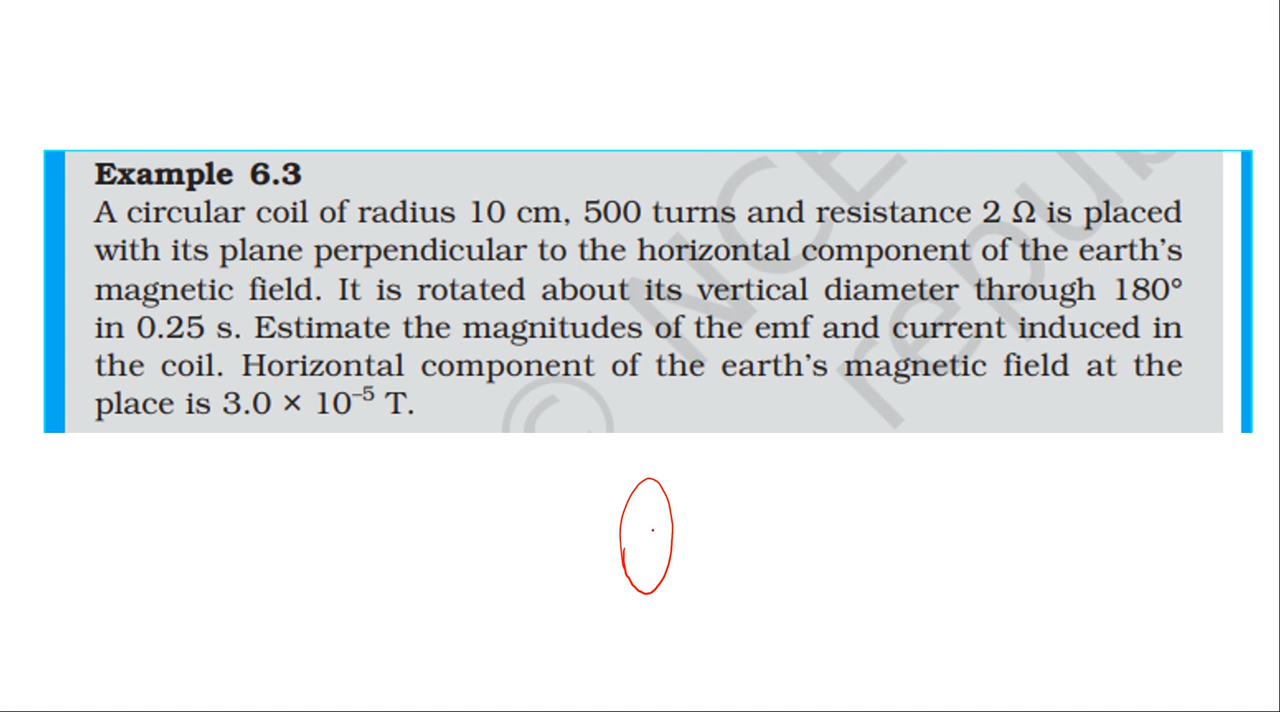 Example 6.3
A circular coil of radius 10 cm, 500 turns and resistance 2 Ω is placed
with its plane perpendicular to the horizontal component of the earth’s
magnetic field. It is rotated about its vertical diameter through 180°
in 0.25 s. Estimate the magnitudes of the emf and current induced in
the coil. Horizontal component of the earth’s magnetic field at the
place is 3.0 × 10⁻⁵ T.